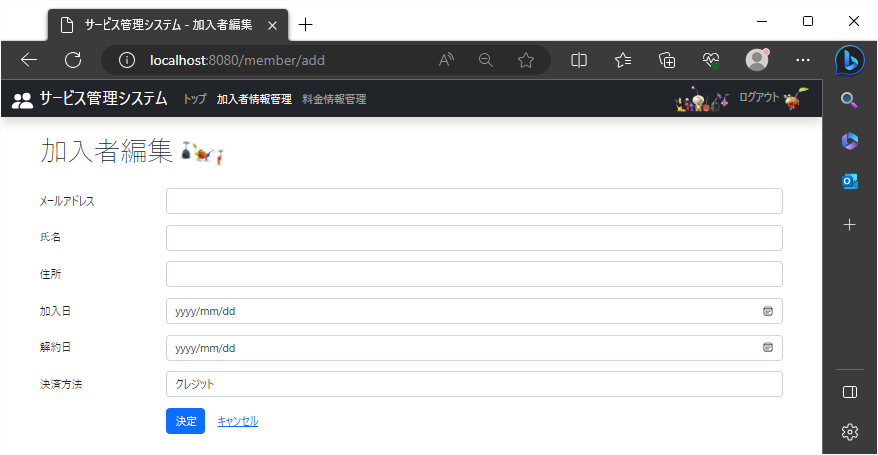 サービス管理システム - 加入者編集
localhost:8080/member/add
サービス管理システム トップ 加入者情報管理 料金情報管理 ログアウト
加入者編集
メールアドレス
氏名
住所
加入日 yyyy/mm/dd
解約日 yyyy/mm/dd
決済方法 クレジット
決定 キャンセル